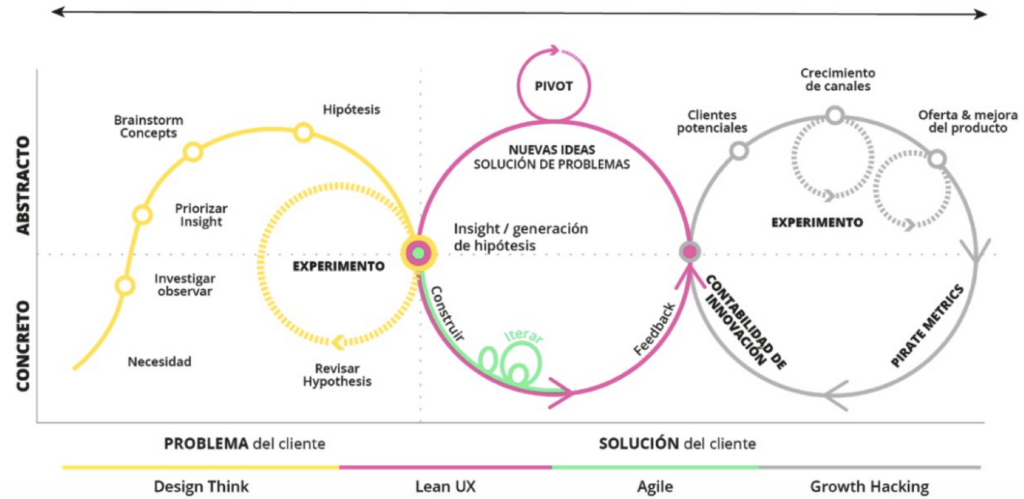 ABSTRACTO
CONCRETO
Necesidad
Investigar
observar
Priorizar
Insight
Brainstorm
Concepts
Hipótesis
EXPERIMENTO
Revisar
Hypothesis
PIVOT
NUEVAS IDEAS
SOLUCIÓN DE PROBLEMAS
Insight / generación
de hipótesis
Construir
Iterar
Feedback
Clientes
potenciales
Crecimiento
de canales
Oferta & mejora
del producto
EXPERIMENTO
CONTABILIDAD DE
INNOVACIÓN
PIRATE METRICS
PROBLEMA del cliente
SOLUCIÓN del cliente
Design Think
Lean UX
Agile
Growth Hacking